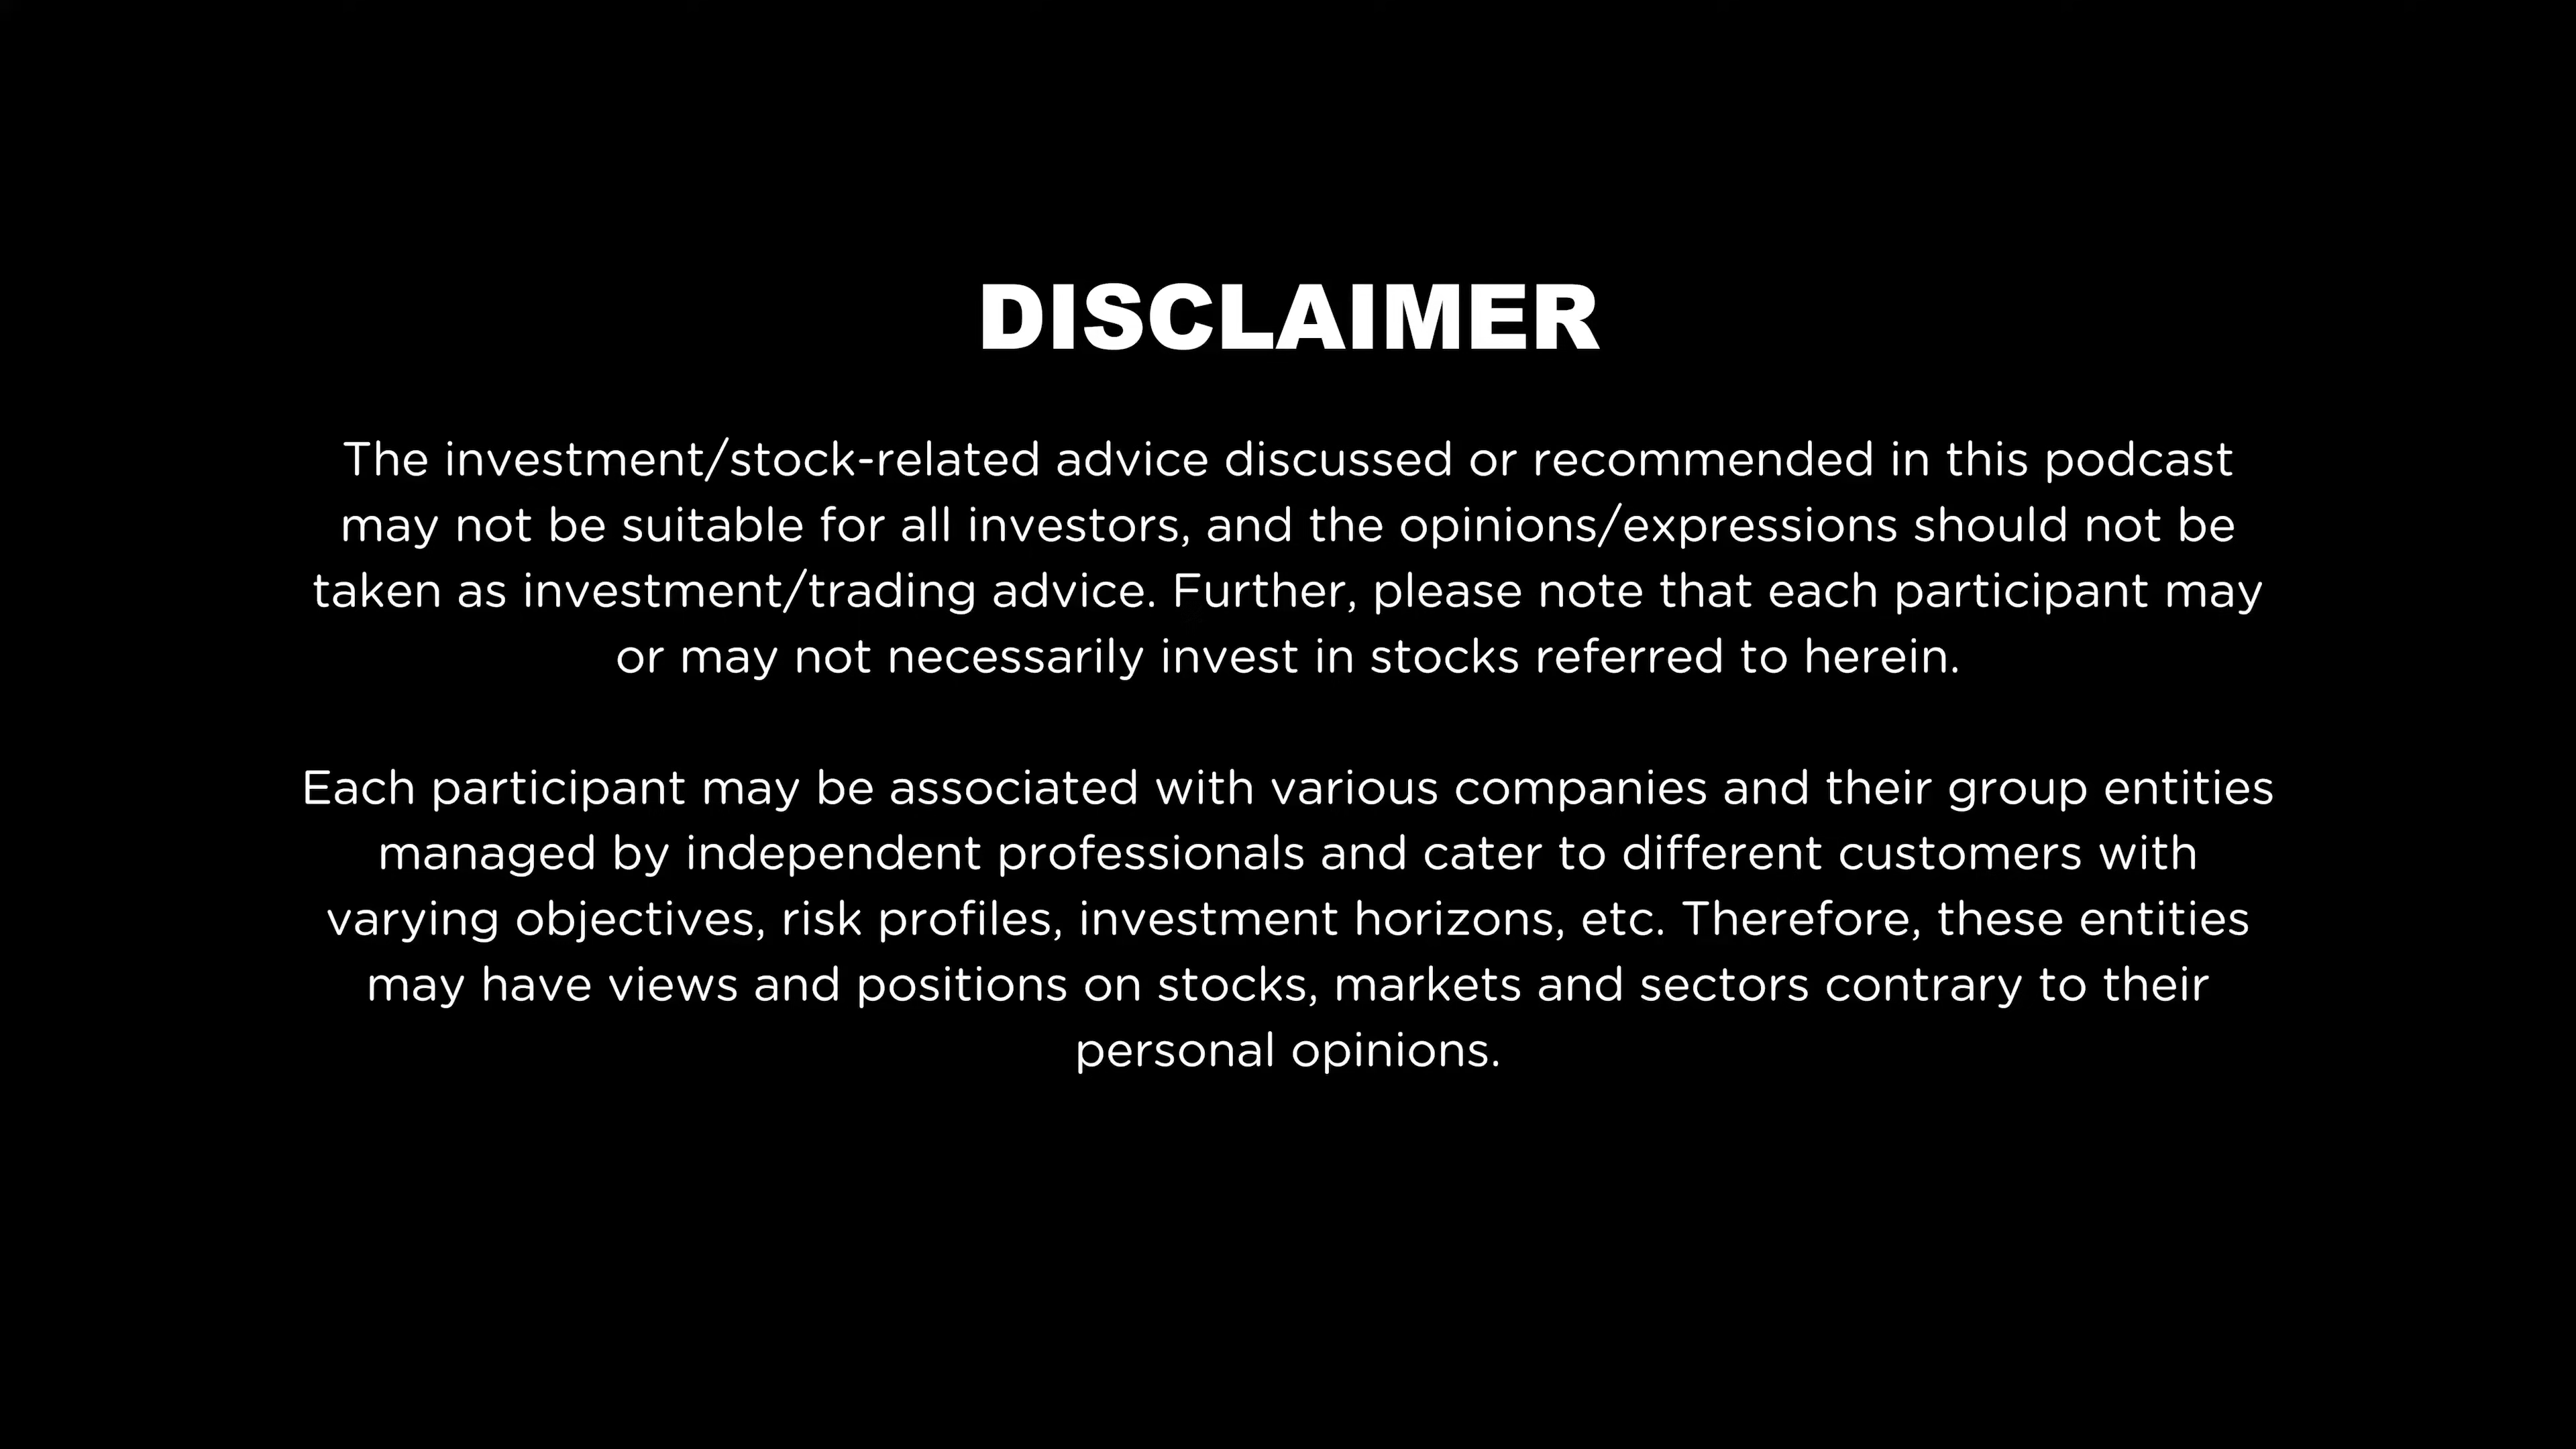 DISCLAIMER
The investment/stock-related advice discussed or recommended in this podcast
may not be suitable for all investors, and the opinions/expressions should not be
taken as investment/trading advice. Further, please note that each participant may
or may not necessarily invest in stocks referred to herein.
Each participant may be associated with various companies and their group entities
managed by independent professionals and cater to different customers with
varying objectives, risk profiles, investment horizons, etc. Therefore, these entities
may have views and positions on stocks, markets and sectors contrary to their
personal opinions.